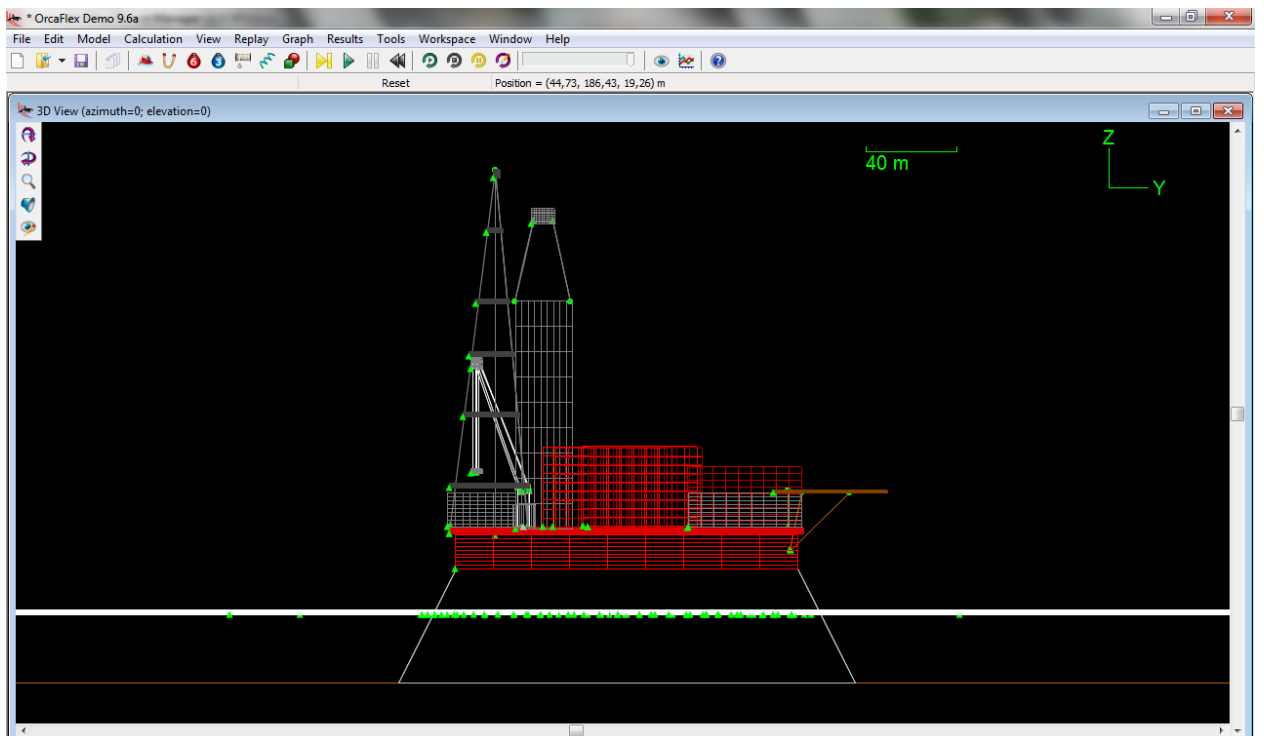 * OrcaFlex Demo 9.6a
File Edit Model Calculation View Replay Graph Results Tools Workspace Window Help
Reset Position = (44,73, 186,43, 19,26) m
3D View (azimuth=0; elevation=0)
Z
40 m
Y